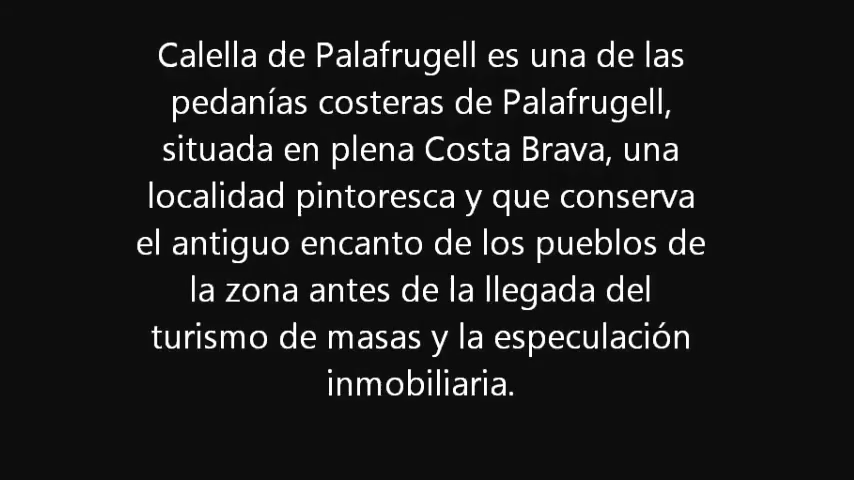 Calella de Palafrugell es una de las
pedanías costeras de Palafrugell,
situada en plena Costa Brava, una
localidad pintoresca y que conserva
el antiguo encanto de los pueblos de
la zona antes de la llegada del
turismo de masas y la especulación
inmobiliaria.